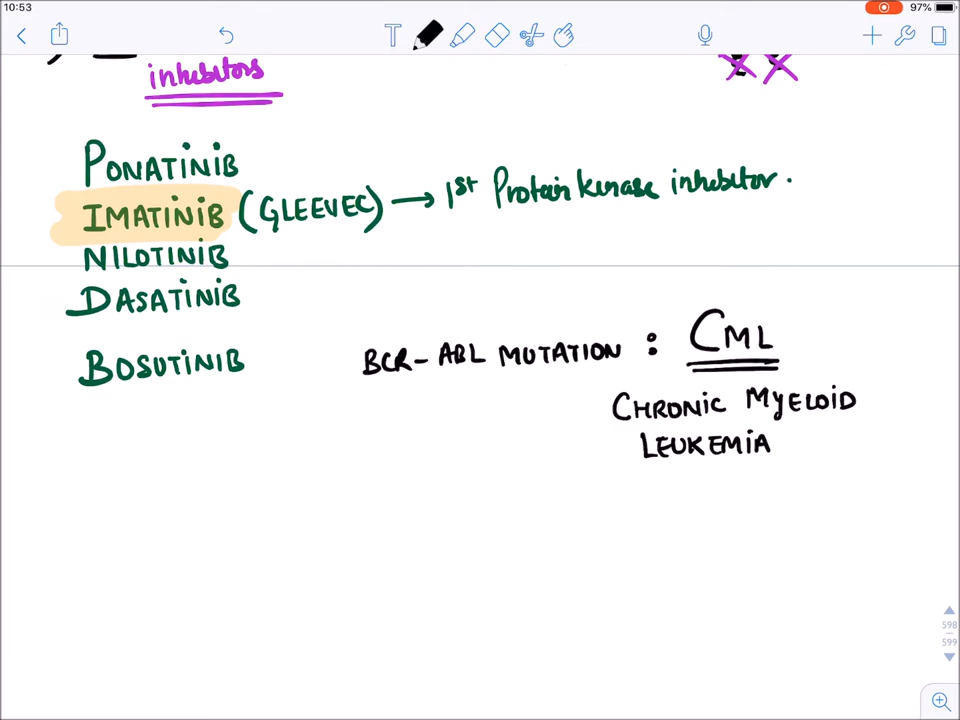 10:53
97%
T
inhibitors
PONATINIB
IMATINIB (GLEEVEC) → 1st Protein kinase inhibitor.
NILOTINIB
DASATINIB
BOSUTINIB
BCR-ABL MUTATION : CML
CHRONIC MYELOID
LEUKEMIA
598
599